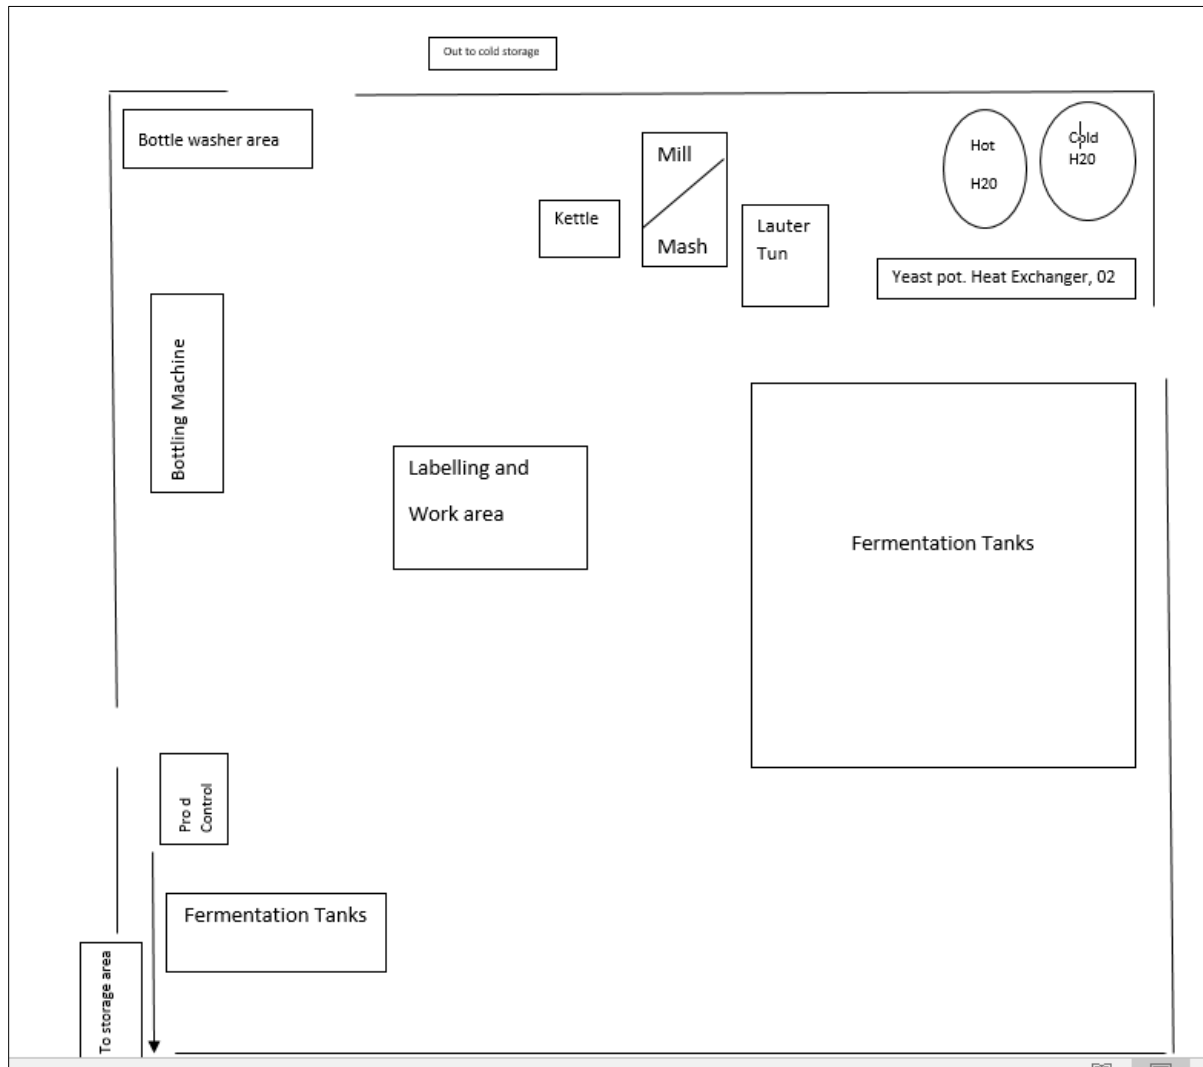 Out to cold storage
Bottle washer area
Mill
Mash
Kettle
Lauter
Tun
Hot
H20
Cold
H20
Yeast pot. Heat Exchanger, 02
Bottling Machine
Labelling and
Work area
Fermentation Tanks
Pro d
Control
Fermentation Tanks
To storage area